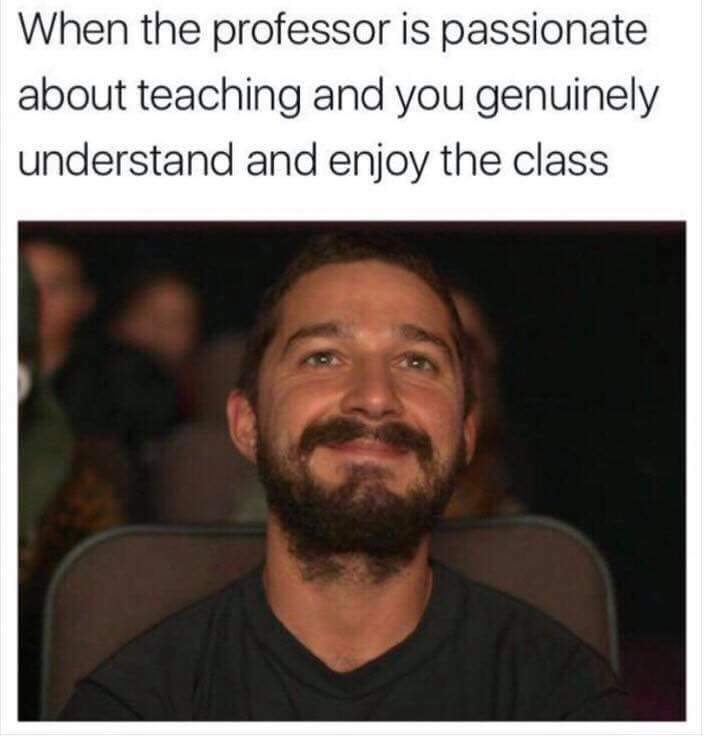 When the professor is passionate
about teaching and you genuinely
understand and enjoy the class